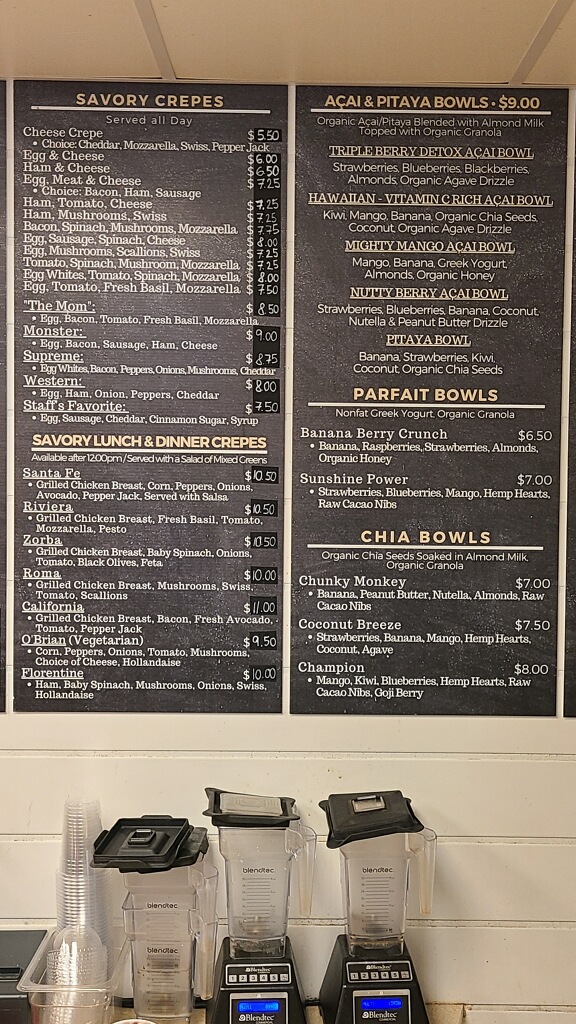 SAVORY CREPES
Served all Day
Cheese Crepe $5.50
• Choice: Cheddar, Mozzarella, Swiss, Pepper Jack
Egg & Cheese $6.00
Ham & Cheese $6.50
Egg, Meat & Cheese $7.25
• Choice: Bacon, Ham, Sausage
Ham, Tomato, Cheese $7.25
Ham, Mushrooms, Swiss $7.25
Bacon, Spinach, Mushrooms, Mozzarella $7.75
Egg, Sausage, Spinach, Cheese $8.00
Egg, Mushrooms, Scallions, Swiss $7.25
Tomato, Spinach, Mushroom, Mozzarella $7.25
Egg Whites, Tomato, Spinach, Mozzarella $8.00
Egg, Tomato, Fresh Basil, Mozzarella $7.50
"The Mom": $8.50
• Egg, Bacon, Tomato, Fresh Basil, Mozzarella
Monster: $9.00
• Egg, Bacon, Sausage, Ham, Cheese
Supreme: $8.75
• Egg Whites, Bacon, Peppers, Onions, Mushrooms, Cheddar
Western: $8.00
• Egg, Ham, Onion, Peppers, Cheddar
Staff's Favorite: $7.50
• Egg, Sausage, Cheddar, Cinnamon Sugar, Syrup
SAVORY LUNCH & DINNER CREPES
Available after 12:00pm / Served with a Salad of Mixed Greens
Santa Fe $10.50
• Grilled Chicken Breast, Corn, Peppers, Onions,
Avocado, Pepper Jack, Served with Salsa
Riviera $10.50
• Grilled Chicken Breast, Fresh Basil, Tomato,
Mozzarella, Pesto
Zorba $10.50
• Grilled Chicken Breast, Baby Spinach, Onions,
Tomato, Black Olives, Feta
Roma $10.00
• Grilled Chicken Breast, Mushrooms, Swiss,
Tomato, Scallions
California $11.00
• Grilled Chicken Breast, Bacon, Fresh Avocado,
Tomato, Pepper Jack
O'Brian (Vegetarian) $9.50
• Corn, Peppers, Onions, Tomato, Mushrooms,
Choice of Cheese, Hollandaise
Florentine $10.00
• Ham, Baby Spinach, Mushrooms, Onions, Swiss,
Hollandaise
AÇAI & PITAYA BOWLS • $9.00
Organic Açai/Pitaya Blended with Almond Milk
Topped with Organic Granola
TRIPLE BERRY DETOX AÇAI BOWL
Strawberries, Blueberries, Blackberries,
Almonds, Organic Agave Drizzle
HAWAIIAN - VITAMIN C RICH AÇAI BOWL
Kiwi, Mango, Banana, Organic Chia Seeds,
Coconut, Organic Agave Drizzle
MIGHTY MANGO AÇAI BOWL
Mango, Banana, Greek Yogurt,
Almonds, Organic Honey
NUTTY BERRY AÇAI BOWL
Strawberries, Blueberries, Banana, Coconut,
Nutella & Peanut Butter Drizzle
PITAYA BOWL
Banana, Strawberries, Kiwi,
Coconut, Organic Chia Seeds
PARFAIT BOWLS
Nonfat Greek Yogurt, Organic Granola
Banana Berry Crunch $6.50
• Banana, Raspberries, Strawberries, Almonds,
Organic Honey
Sunshine Power $7.00
• Strawberries, Blueberries, Mango, Hemp Hearts,
Raw Cacao Nibs
CHIA BOWLS
Organic Chia Seeds Soaked in Almond Milk,
Organic Granola
Chunky Monkey $7.00
• Banana, Peanut Butter, Nutella, Almonds, Raw
Cacao Nibs
Coconut Breeze $7.50
• Strawberries, Banana, Mango, Hemp Hearts,
Coconut, Agave
Champion $8.00
• Mango, Kiwi, Blueberries, Hemp Hearts, Raw
Cacao Nibs, Goji Berry
blendtec
blendtec
blendtec
blendtec
Blendtec
Blendtec
Blendtec
Blendtec